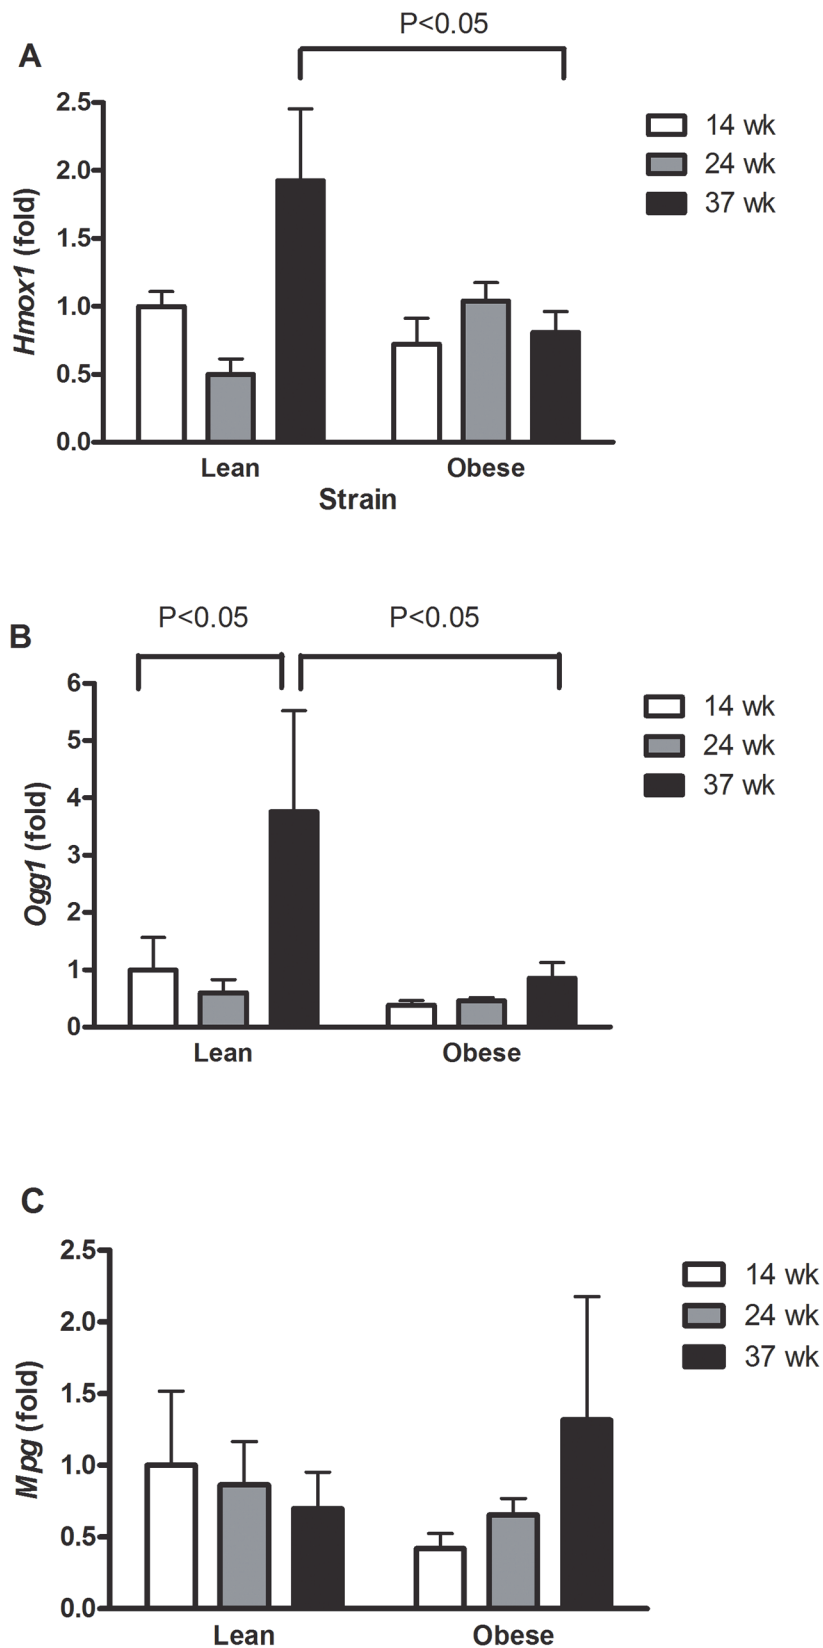 P<0.05
A
2.5
2.0
1.5
1.0
0.5
0.0
Hmox1 (fold)
14 wk
24 wk
37 wk
Lean
Obese
Strain
P<0.05
P<0.05
B
6
5
4
3
2
1
0
Ogg1 (fold)
14 wk
24 wk
37 wk
Lean
Obese
C
2.5
2.0
1.5
1.0
0.5
0.0
Mpg (fold)
14 wk
24 wk
37 wk
Lean
Obese